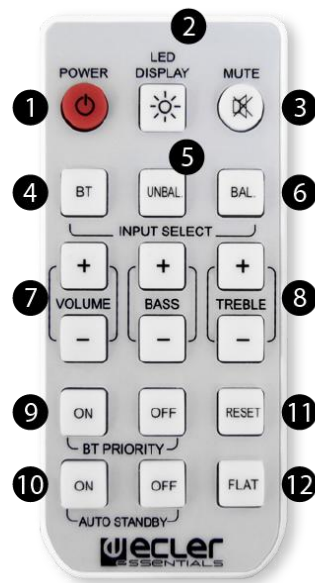 2
LED
POWER DISPLAY MUTE
1 3
5
4 BT UNBAL. BAL. 6
INPUT SELECT
+ + +
7 VOLUME BASS TREBLE 8
− − −
9 ON OFF RESET 11
BT PRIORITY
10 ON OFF FLAT 12
AUTO STANDBY
ecler
ESSENTIALS